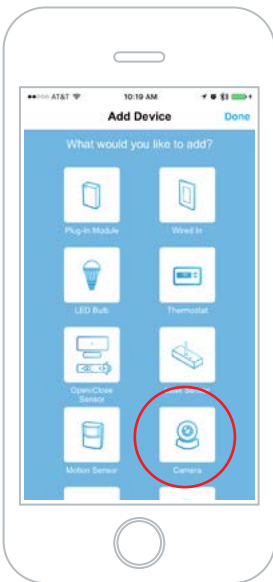 AT&T 10:19 AM
Add Device Done
What would you like to add?
Plug-In Module Wired In
LED Bulb Thermostat
Open/Close
Sensor
Motion Sensor Camera